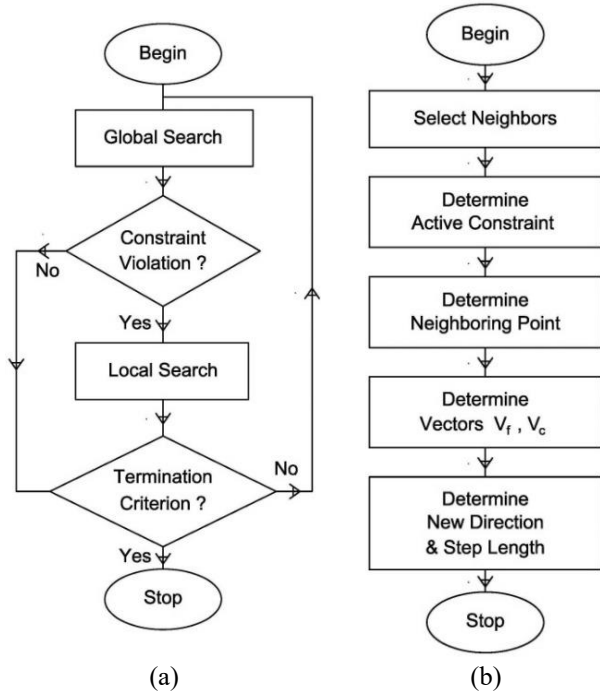 Begin
Global Search
Constraint
Violation ?
No
Yes
Local Search
Termination
Criterion ?
No
Yes
Stop
(a)
Begin
Select Neighbors
Determine
Active Constraint
Determine
Neighboring Point
Determine
Vectors V_f , V_c
Determine
New Direction
& Step Length
Stop
(b)